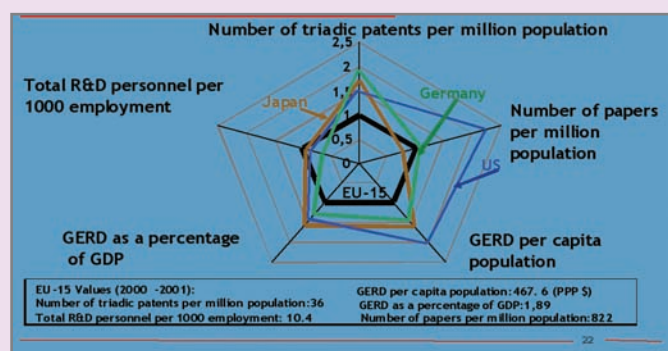 Number of triadic patents per million population
2,5
2
1,5
1
0,5
0
Total R&D personnel per
1000 employment
Japan
Germany
Number of papers
per million
population
US
EU-15
GERD as a percentage
of GDP
GERD per capita
population
EU-15 Values (2000 -2001):
Number of triadic patents per million population:36
Total R&D personnel per 1000 employment: 10.4
GERD per capita population:467. 6 (PPP $)
GERD as a percentage of GDP:1,89
Number of papers per million population:822
22